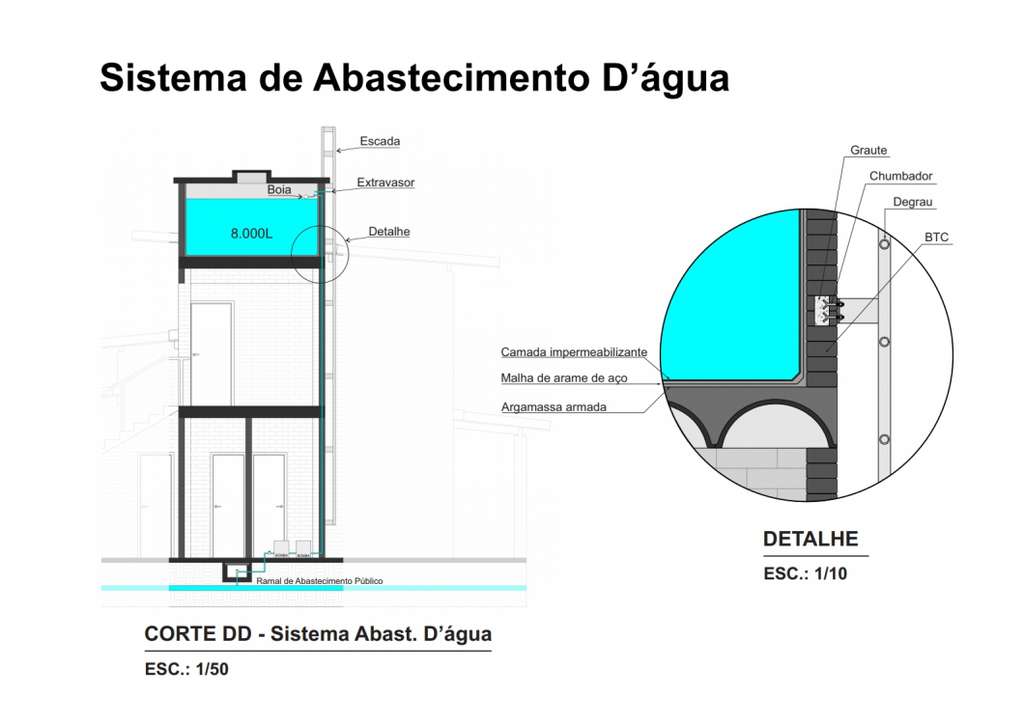 Sistema de Abastecimento D'água
Escada
Extravasor
Boia
8.000L
Detalhe
Ramal de Abastecimento Público
CORTE DD - Sistema Abast. D'água
ESC.: 1/50
Graute
Chumbador
Degrau
BTC
Camada impermeabilizante
Malha de arame de aço
Argamassa armada
DETALHE
ESC.: 1/10